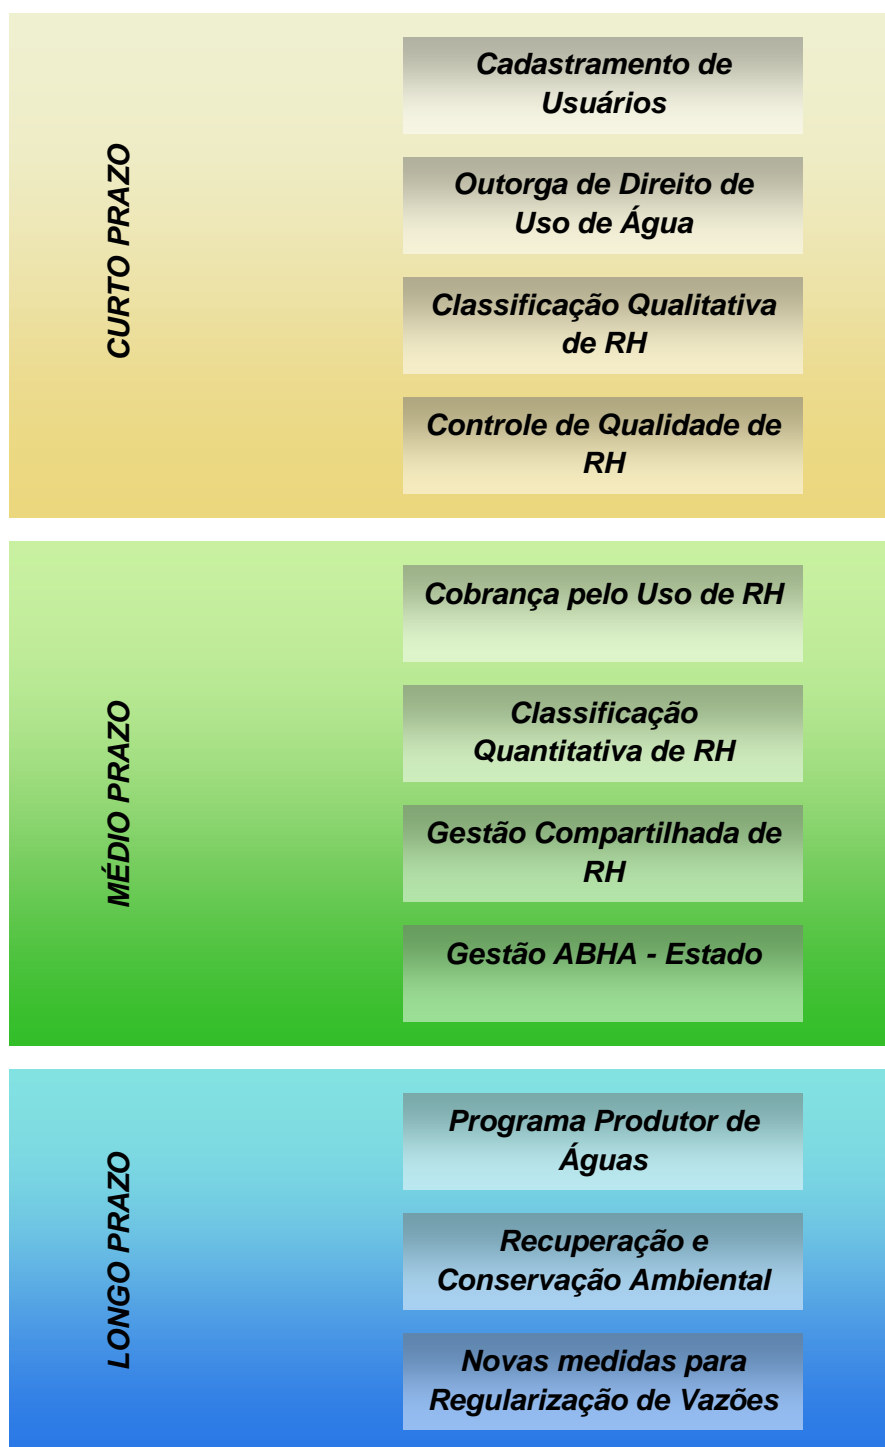 CURTO PRAZO
Cadastramento de
Usuários
Outorga de Direito de
Uso de Água
Classificação Qualitativa
de RH
Controle de Qualidade de
RH
MÉDIO PRAZO
Cobrança pelo Uso de RH
Classificação
Quantitativa de RH
Gestão Compartilhada de
RH
Gestão ABHA - Estado
LONGO PRAZO
Programa Produtor de
Águas
Recuperação e
Conservação Ambiental
Novas medidas para
Regularização de Vazões